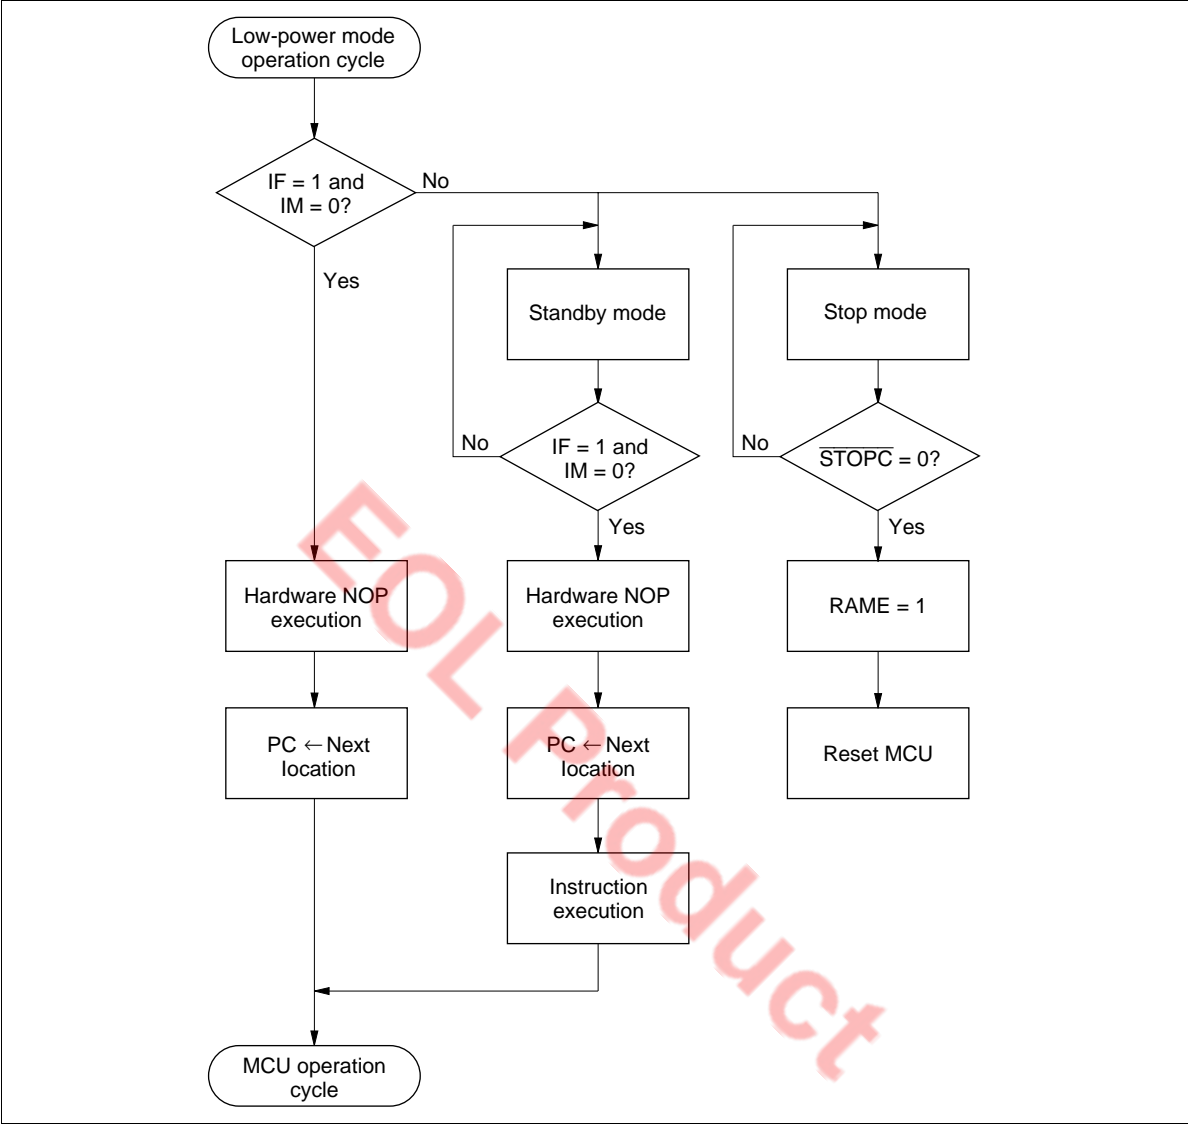 Low-power mode
operation cycle
IF = 1 and
IM = 0?
No
Yes
Standby mode
Stop mode
No
IF = 1 and
IM = 0?
Yes
No
S̅T̅O̅P̅C̅ = 0?
Yes
Hardware NOP
execution
Hardware NOP
execution
RAME = 1
PC ← Next
location
PC ← Next
location
Reset MCU
Instruction
execution
MCU operation
cycle
EOL Product